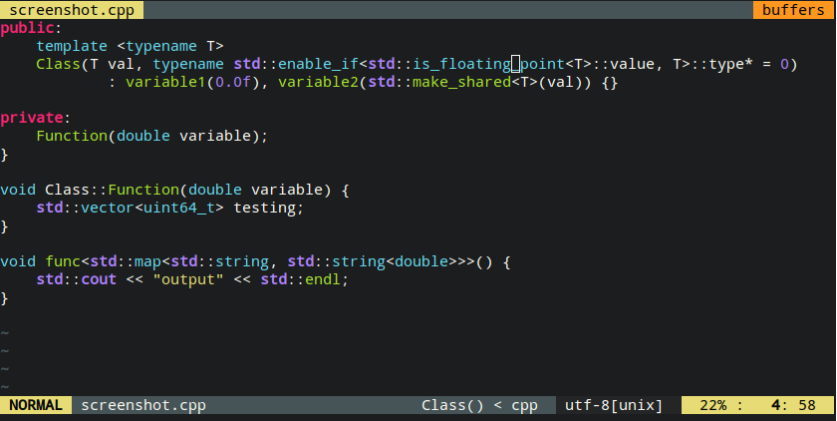 screenshot.cpp buffers
public:
    template <typename T>
    Class(T val, typename std::enable_if<std::is_floating_point<T>::value, T>::type* = 0)
            : variable1(0.0f), variable2(std::make_shared<T>(val)) {}
private:
    Function(double variable);
}
void Class::Function(double variable) {
    std::vector<uint64_t> testing;
}
void func<std::map<std::string, std::string<double>>>() {
    std::cout << "output" << std::endl;
}
~
~
~
~
NORMAL screenshot.cpp Class() < cpp utf-8[unix] 22% : 4: 58